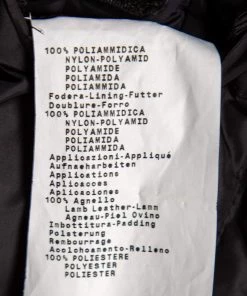 100% POLIAMMIDICA
NYLON-POLYAMID
POLYAMIDE
POLIAMIDA
POLIAMMIDA
Fodera-Lining-Futter
Doublure-Forro
100% POLIAMMIDICA
NYLON-POLYAMID
POLYAMIDE
POLIAMIDA
POLIAMMIDA
Applicazioni-Appliqué
Aufnaeharbeiten
Applications
Aplicacoes
Aplicaciones
100% Agnello
Lamb Leather-Lamm
Agneau-Piel Ovino
Imbottitura-Padding
Polsterung
Rembourrage
Acolchoamento-Relleno
100% POLIESTERE
POLYESTER
POLYESTER